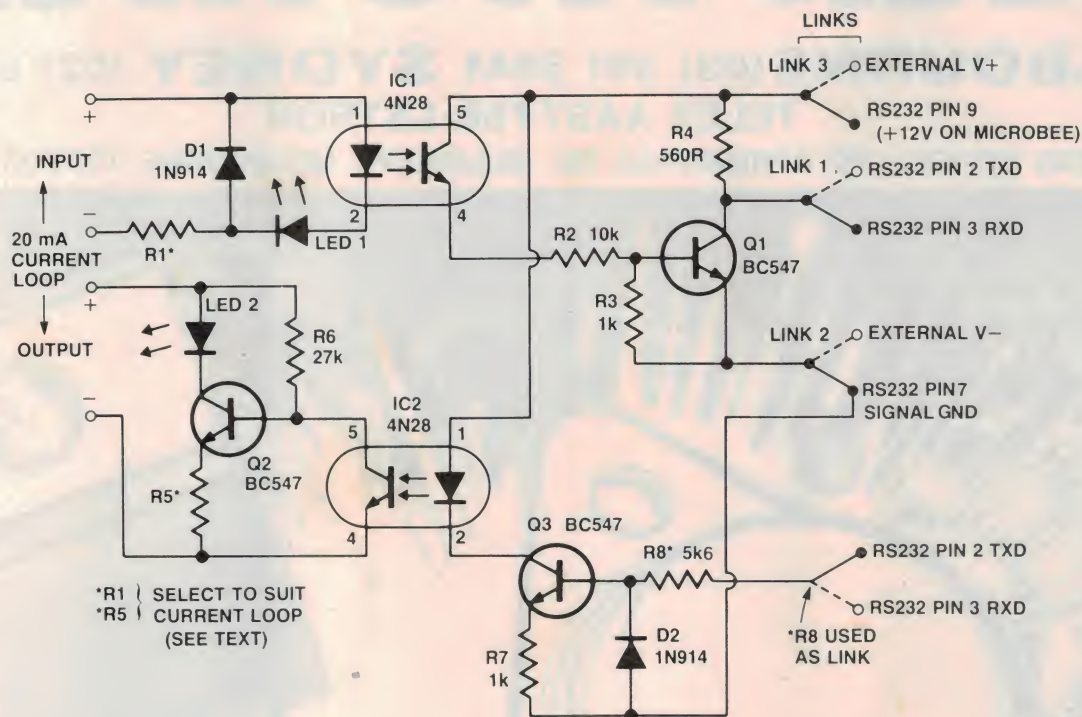 LINKS
LINK 3
EXTERNAL V+
RS232 PIN 9
(+12V ON MICROBEE)
IC1
4N28
1
5
2
4
D1
1N914
INPUT
+
−
20 mA
CURRENT
LOOP
R1*
LED 1
R4
560R
LINK 1
RS232 PIN 2 TXD
RS232 PIN 3 RXD
R2 10k
Q1
BC547
R3
1k
+
LED 2
OUTPUT
−
R6
27k
LINK 2
EXTERNAL V−
RS232 PIN7
SIGNAL GND
IC2
4N28
5
1
4
2
Q2
BC547
R5*
Q3 BC547
R8* 5k6
RS232 PIN 2 TXD
RS232 PIN 3 RXD
*R8 USED
AS LINK
D2
1N914
R7
1k
*R1 } SELECT TO SUIT
*R5 } CURRENT LOOP
(SEE TEXT)